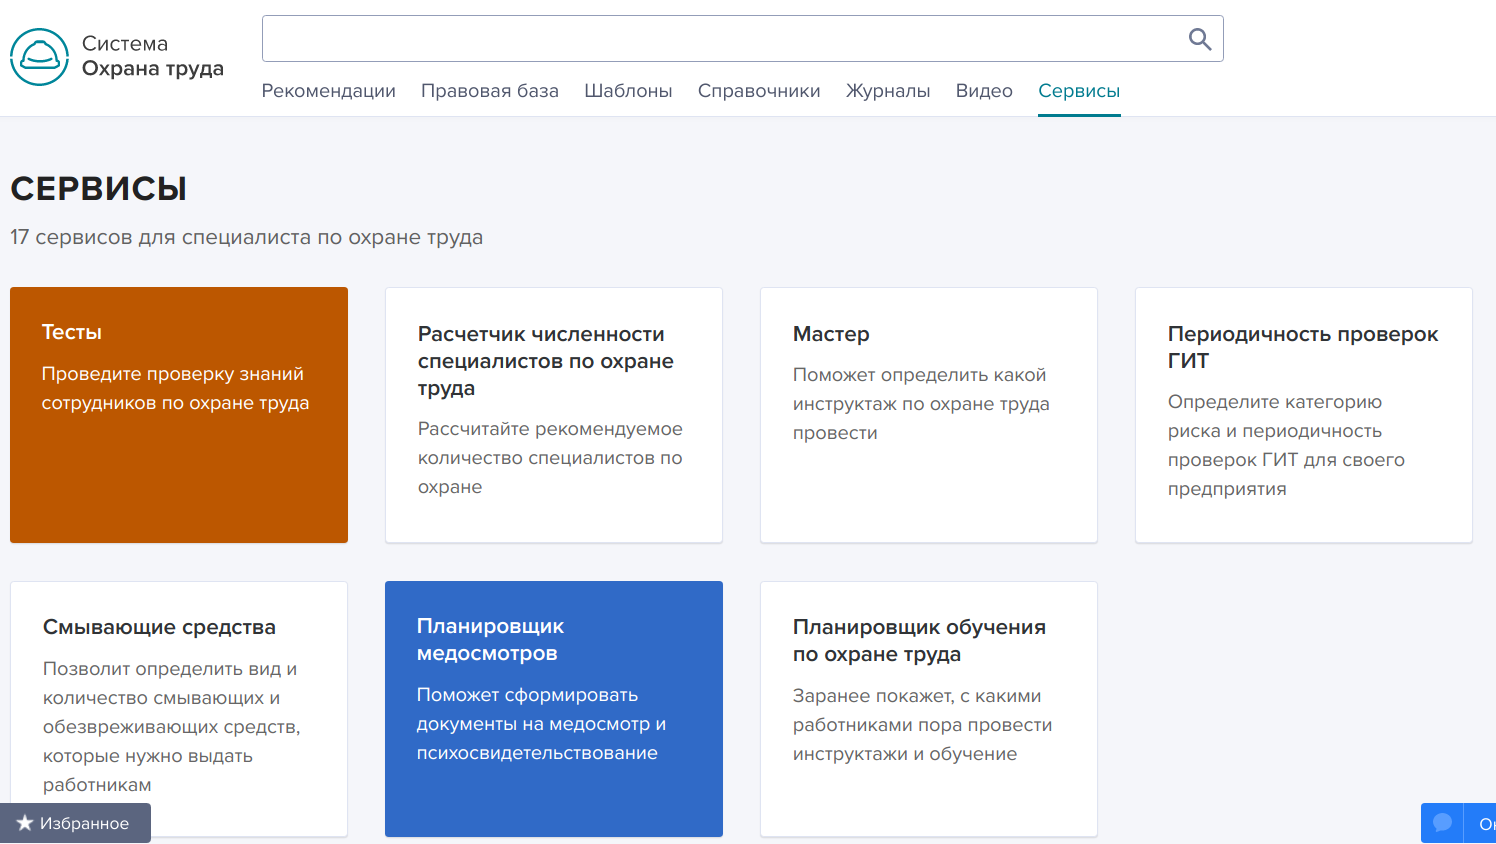 Система
Охрана труда
Рекомендации Правовая база Шаблоны Справочники Журналы Видео Сервисы
СЕРВИСЫ
17 сервисов для специалиста по охране труда
Тесты
Проведите проверку знаний
сотрудников по охране труда
Расчетчик численности
специалистов по охране
труда
Рассчитайте рекомендуемое
количество специалистов по
охране
Мастер
Поможет определить какой
инструктаж по охране труда
провести
Периодичность проверок
ГИТ
Определите категорию
риска и периодичность
проверок ГИТ для своего
предприятия
Смывающие средства
Позволит определить вид и
количество смывающих и
обезвреживающих средств,
которые нужно выдать
работникам
Планировщик
медосмотров
Поможет сформировать
документы на медосмотр и
психосвидетельствование
Планировщик обучения
по охране труда
Заранее покажет, с какими
работниками пора провести
инструктажи и обучение
Избранное